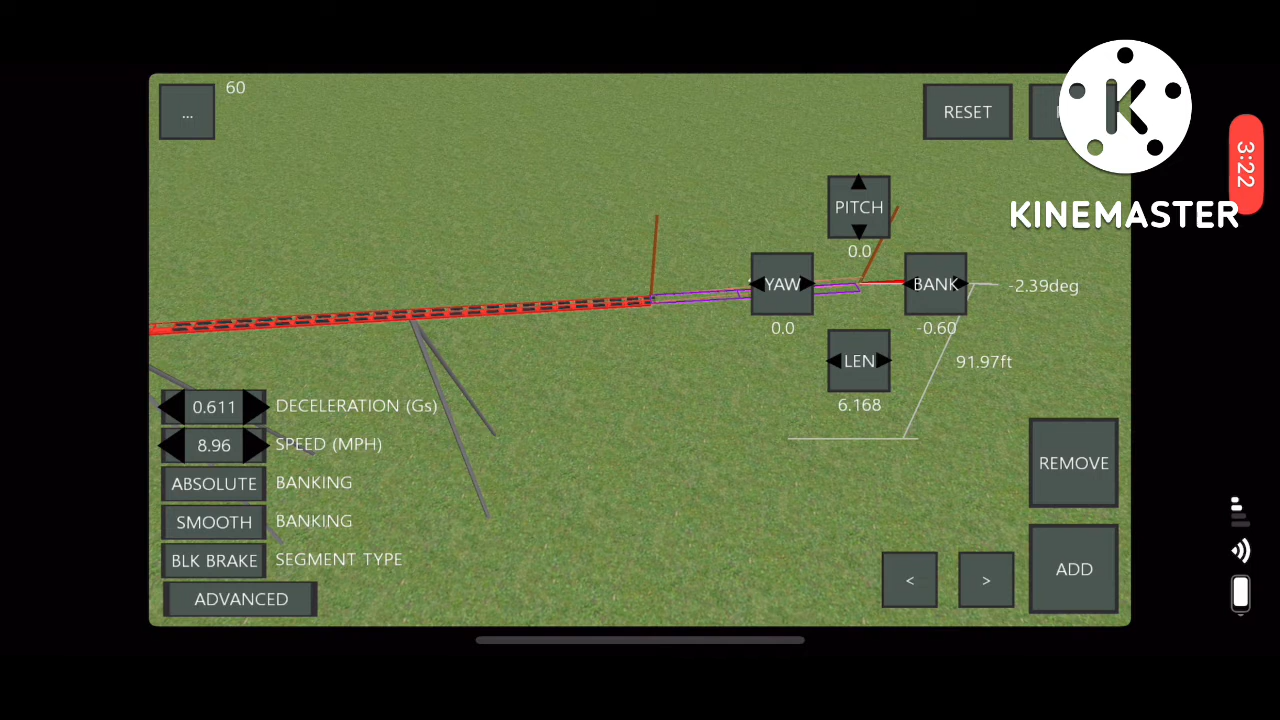 ...
60
RESET
3:22
K
KINEMASTER
PITCH
0.0
YAW
0.0
BANK
-0.60
-2.39deg
LEN
6.168
91.97ft
0.611 DECELERATION (Gs)
8.96 SPEED (MPH)
ABSOLUTE BANKING
SMOOTH BANKING
BLK BRAKE SEGMENT TYPE
ADVANCED
REMOVE
< >
ADD